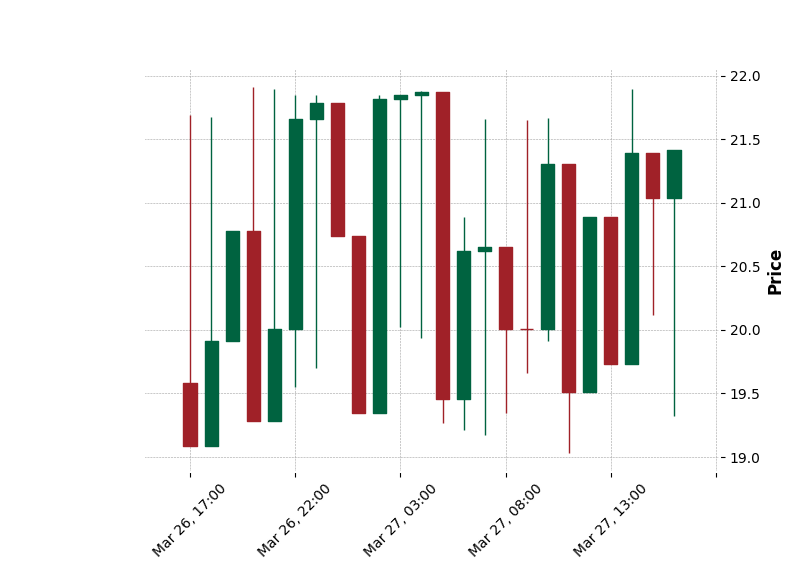 22.0
21.5
21.0
20.5
20.0
19.5
19.0
Price
Mar 26, 17:00
Mar 26, 22:00
Mar 27, 03:00
Mar 27, 08:00
Mar 27, 13:00